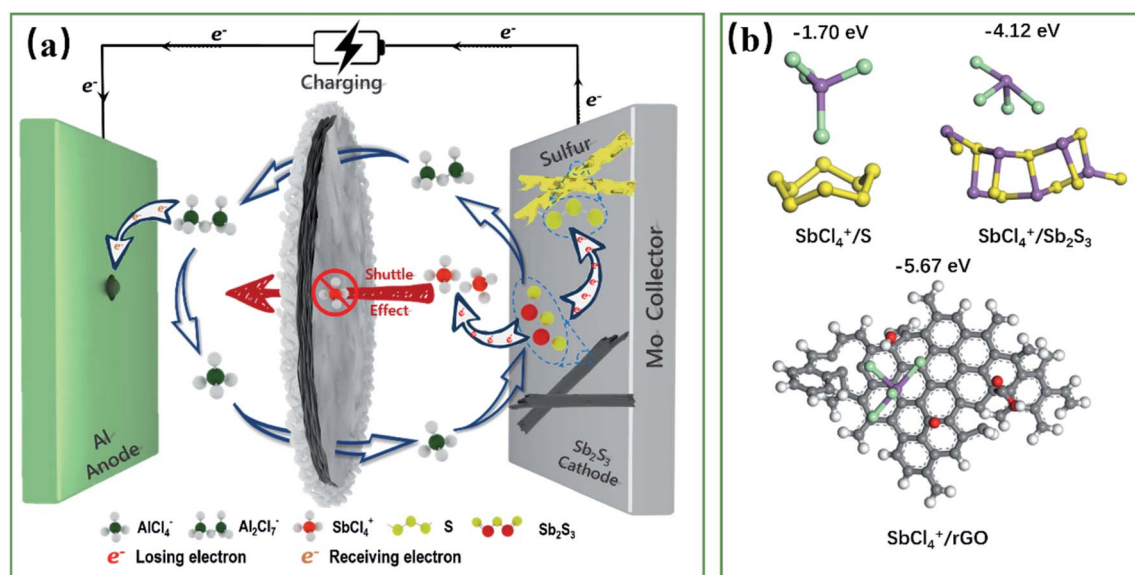 (a)
e-
e-
e-
Charging
e-
e-
Sulfur
e-
e-
e-
e-
e-
e-
e-
Shuttle
Effect
Mo Collector
e-
e-
e-
e-
Al
Anode
Sb₂S₃
Cathode
AlCl₄⁻
Al₂Cl₇⁻
SbCl₄⁺
S
Sb₂S₃
e- Losing electron
e- Receiving electron
(b)
-1.70 eV
-4.12 eV
SbCl₄⁺/S
SbCl₄⁺/Sb₂S₃
-5.67 eV
SbCl₄⁺/rGO